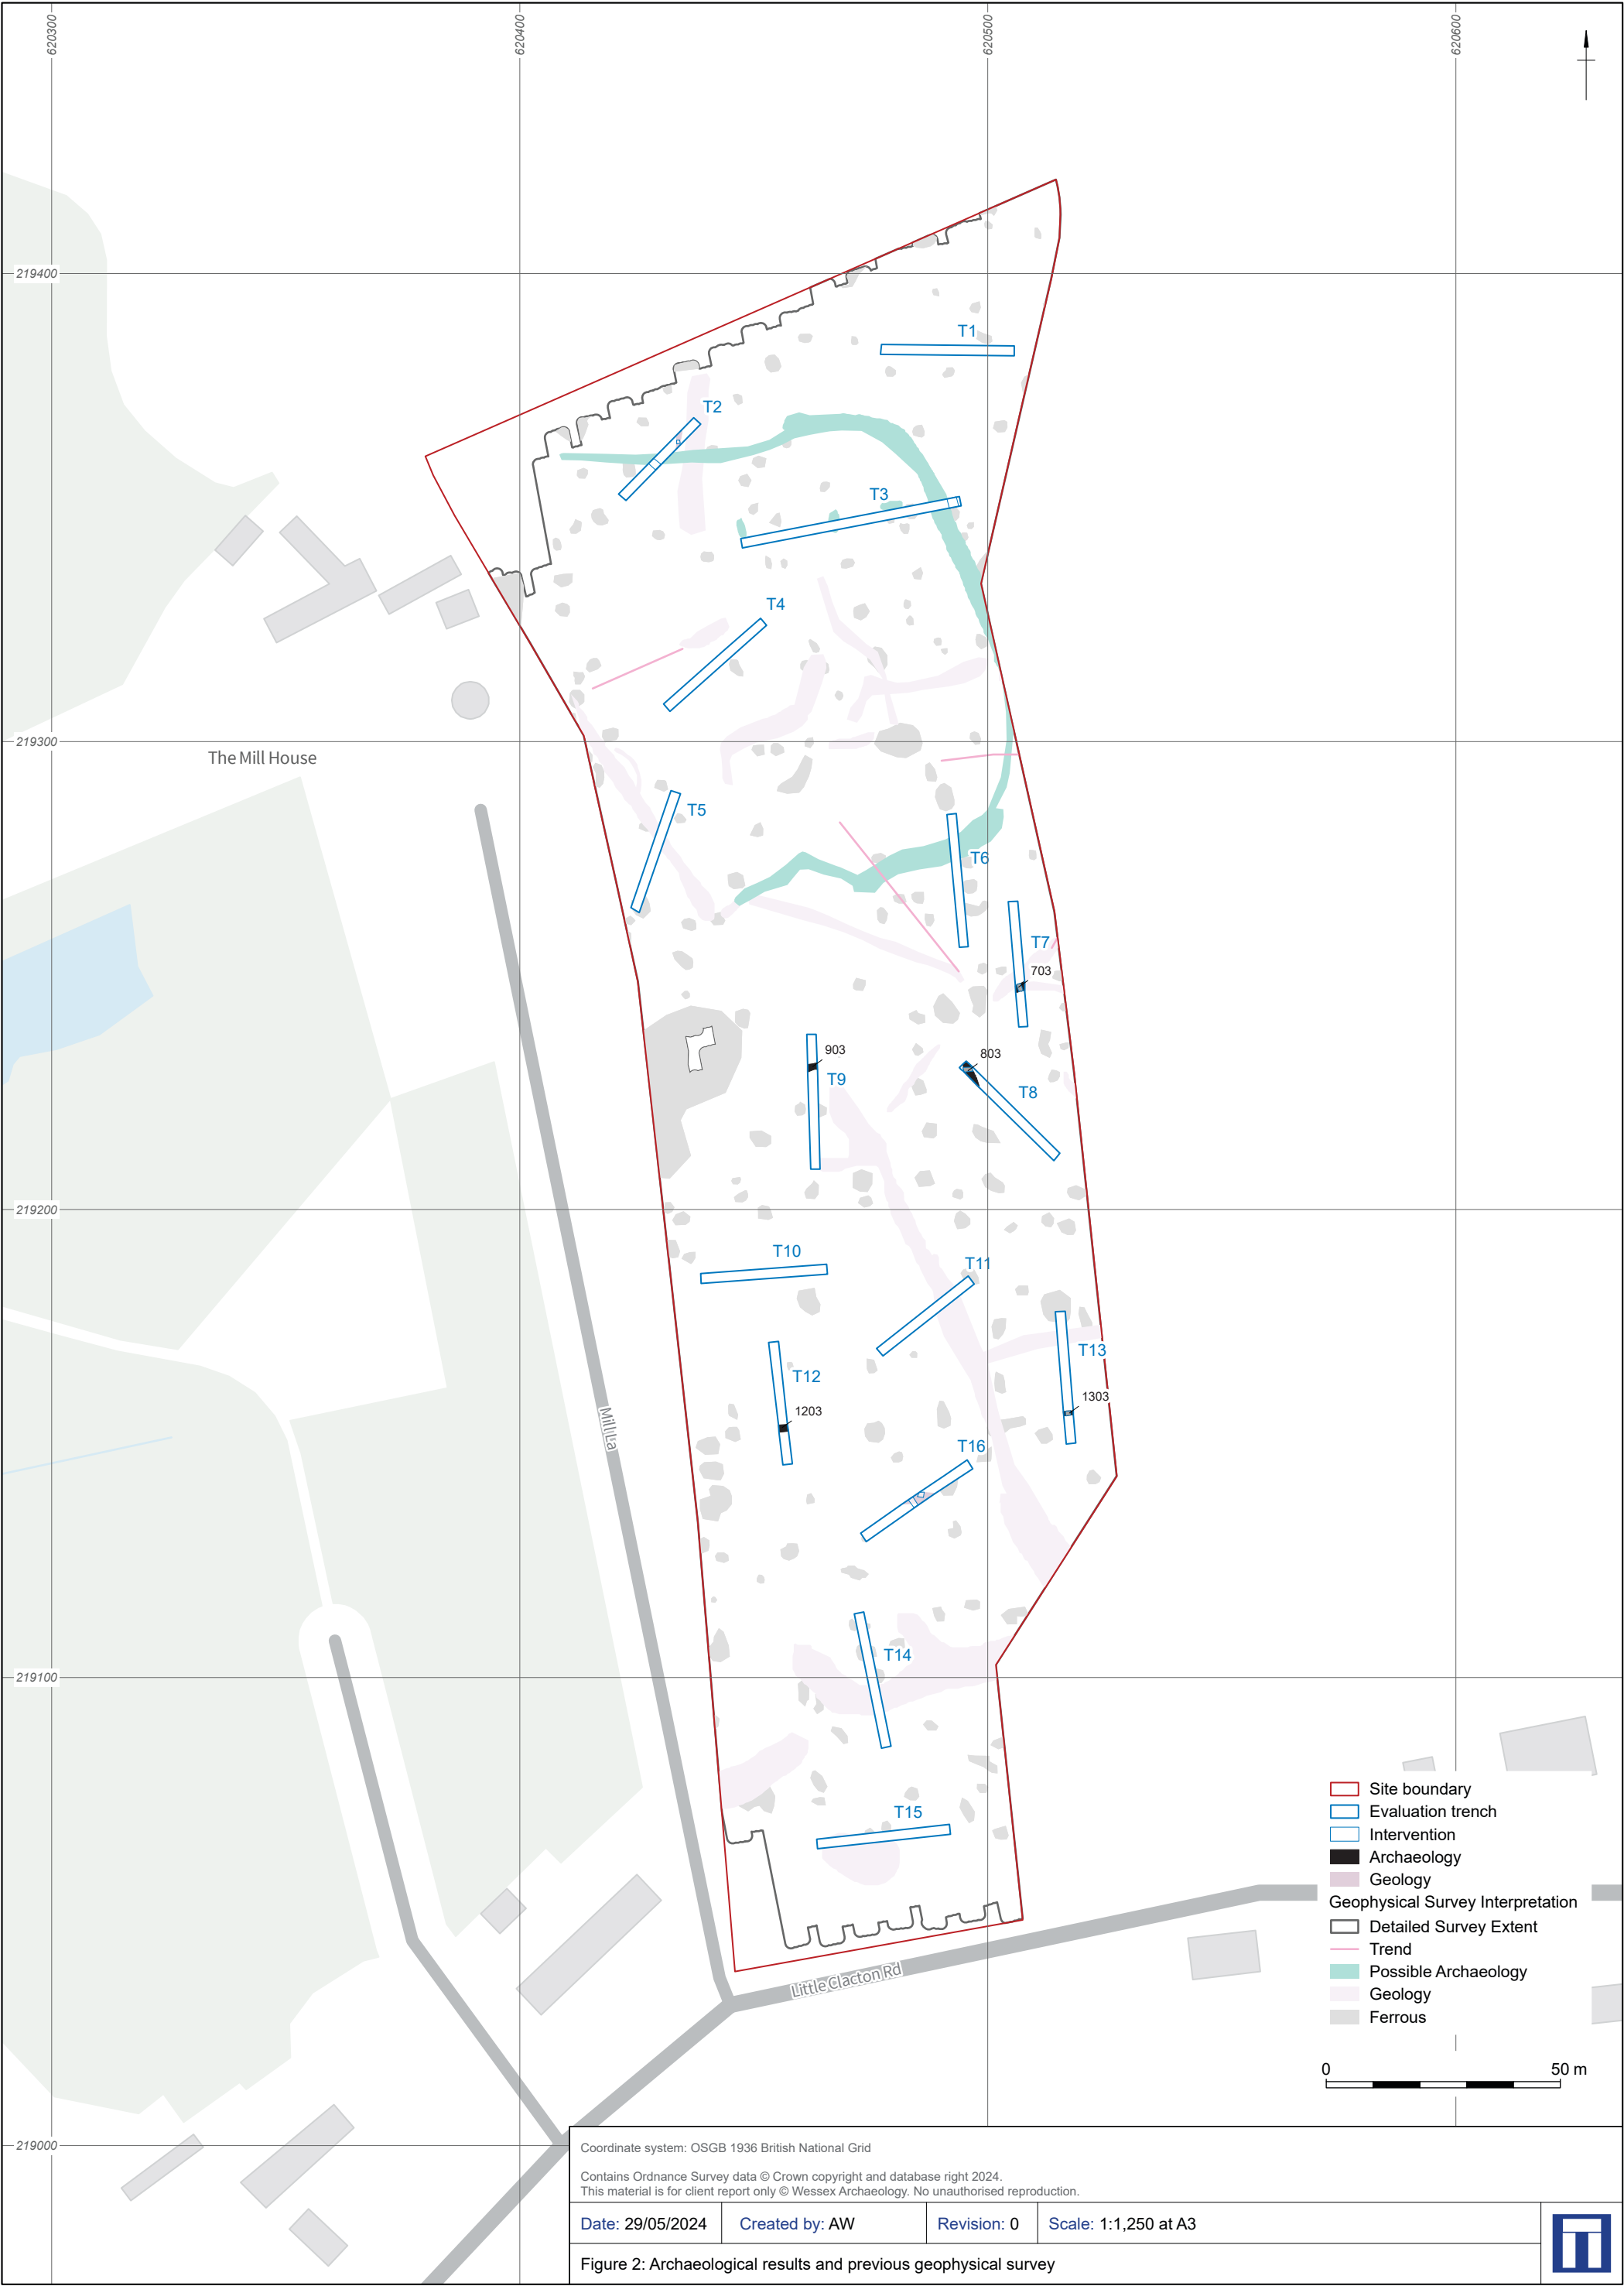 620300
620400
620500
620600
219400
T1
T2
T3
T4
219300
The Mill House
T5
T6
T7
703
903
803
T9
T8
219200
T10
T11
T13
T12
1303
1203
Mill La
T16
219100
T14
T15
Little Clacton Rd
219000
Site boundary
Evaluation trench
Intervention
Archaeology
Geology
Geophysical Survey Interpretation
Detailed Survey Extent
Trend
Possible Archaeology
Geology
Ferrous
0 50 m
Coordinate system: OSGB 1936 British National Grid
Contains Ordnance Survey data © Crown copyright and database right 2024.
This material is for client report only © Wessex Archaeology. No unauthorised reproduction.
Date: 29/05/2024 Created by: AW Revision: 0 Scale: 1:1,250 at A3
Figure 2: Archaeological results and previous geophysical survey